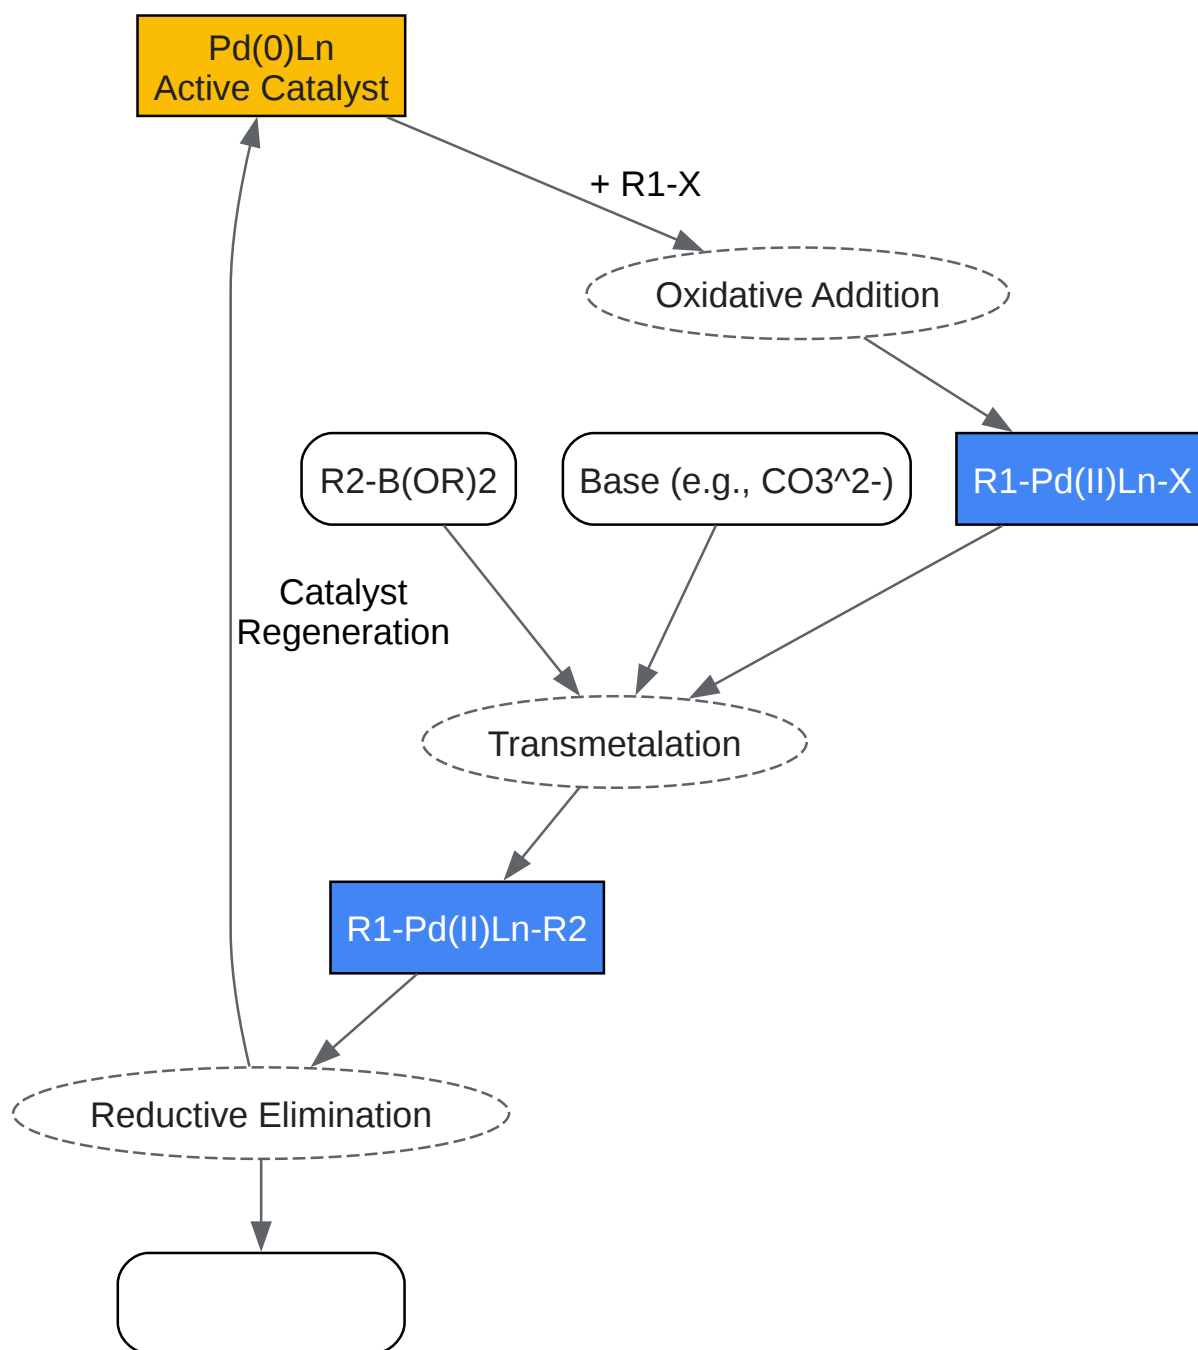 Pd(0)Ln
Active Catalyst
+ R1-X
Oxidative Addition
R2-B(OR)2
Base (e.g., CO3^2-)
R1-Pd(II)Ln-X
Catalyst
Regeneration
Transmetalation
R1-Pd(II)Ln-R2
Reductive Elimination